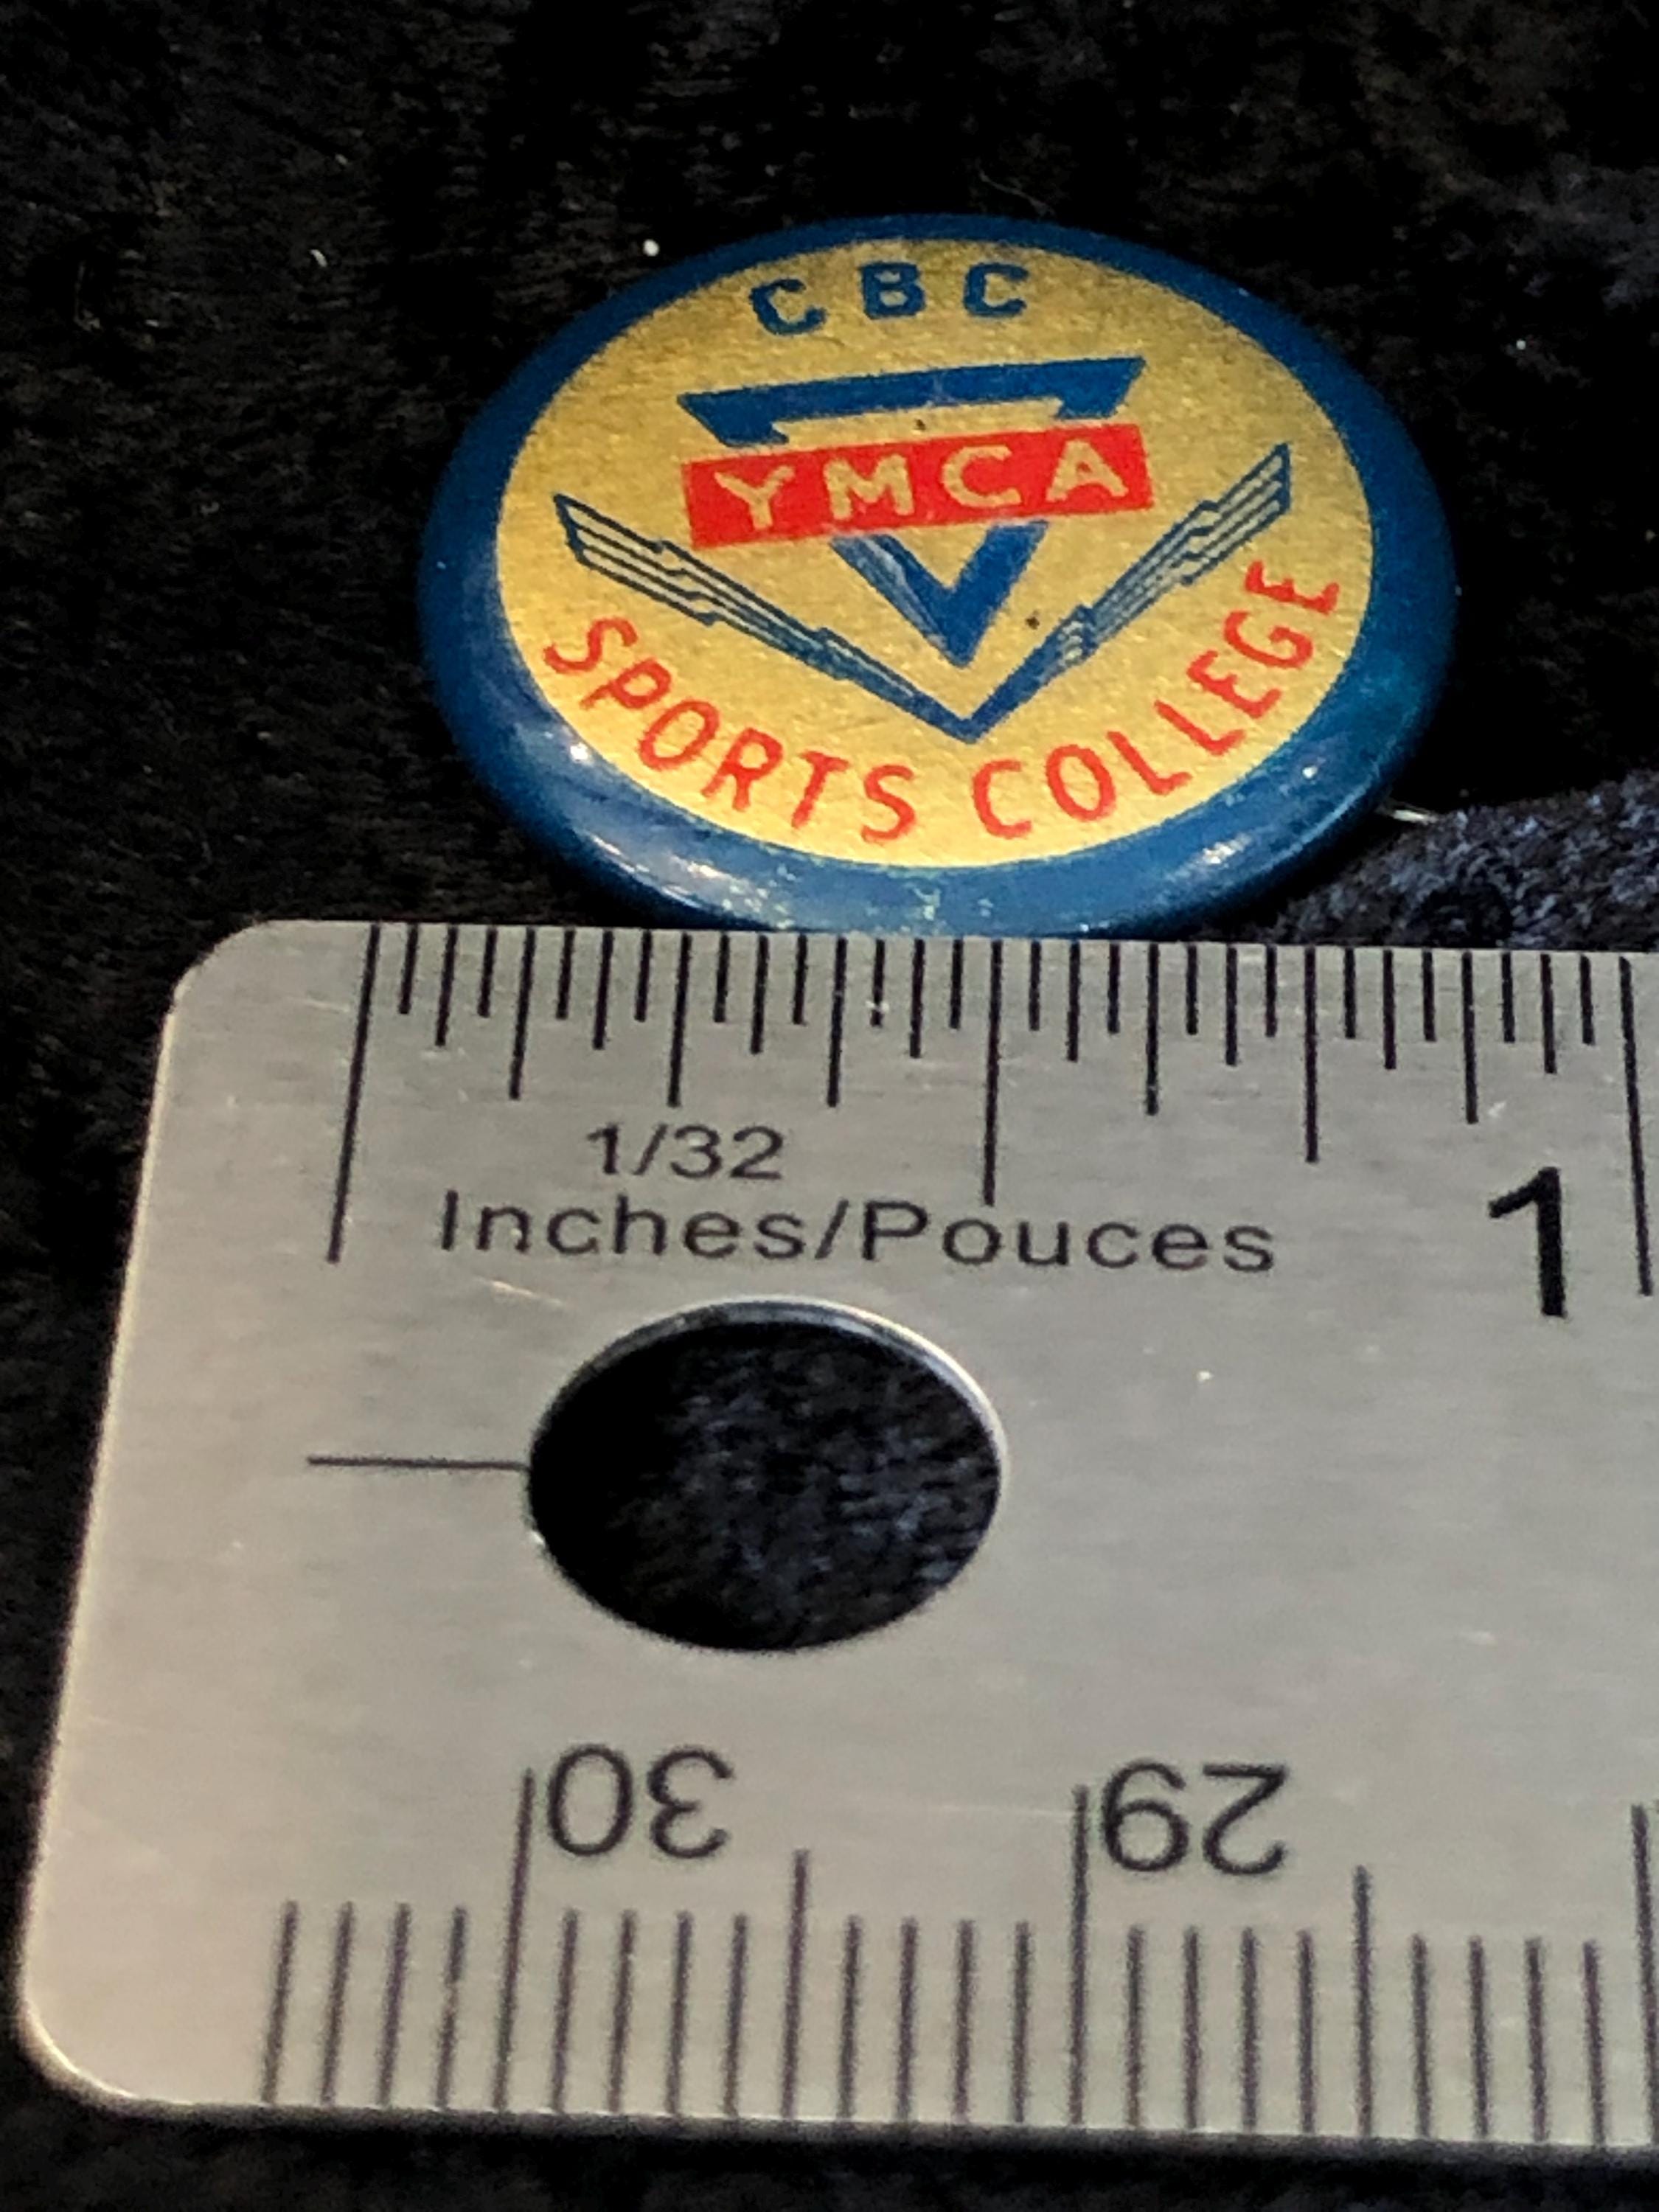 CBC
YMCA
SPORTS COLLEGE
1/32
Inches/Pouces
1
30
29